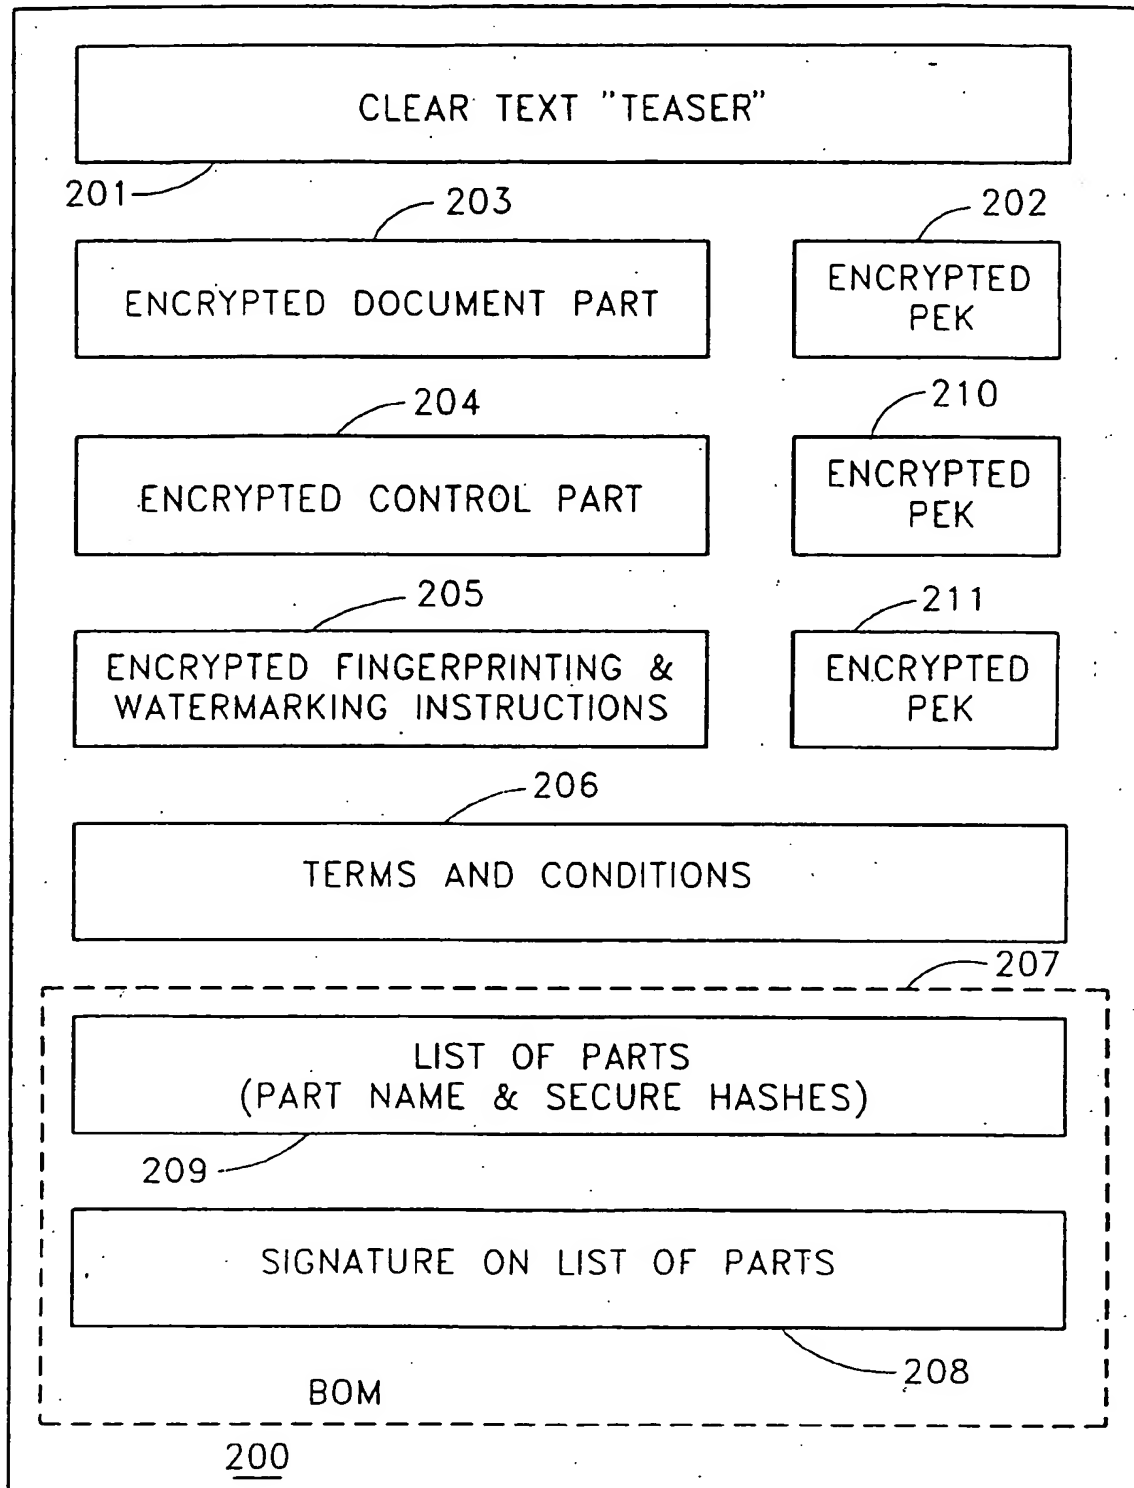 CLEAR TEXT "TEASER"
201
203
202
ENCRYPTED DOCUMENT PART
ENCRYPTED
PEK
204
210
ENCRYPTED CONTROL PART
ENCRYPTED
PEK
205
211
ENCRYPTED FINGERPRINTING &
WATERMARKING INSTRUCTIONS
ENCRYPTED
PEK
206
TERMS AND CONDITIONS
207
LIST OF PARTS
(PART NAME & SECURE HASHES)
209
SIGNATURE ON LIST OF PARTS
208
BOM
200